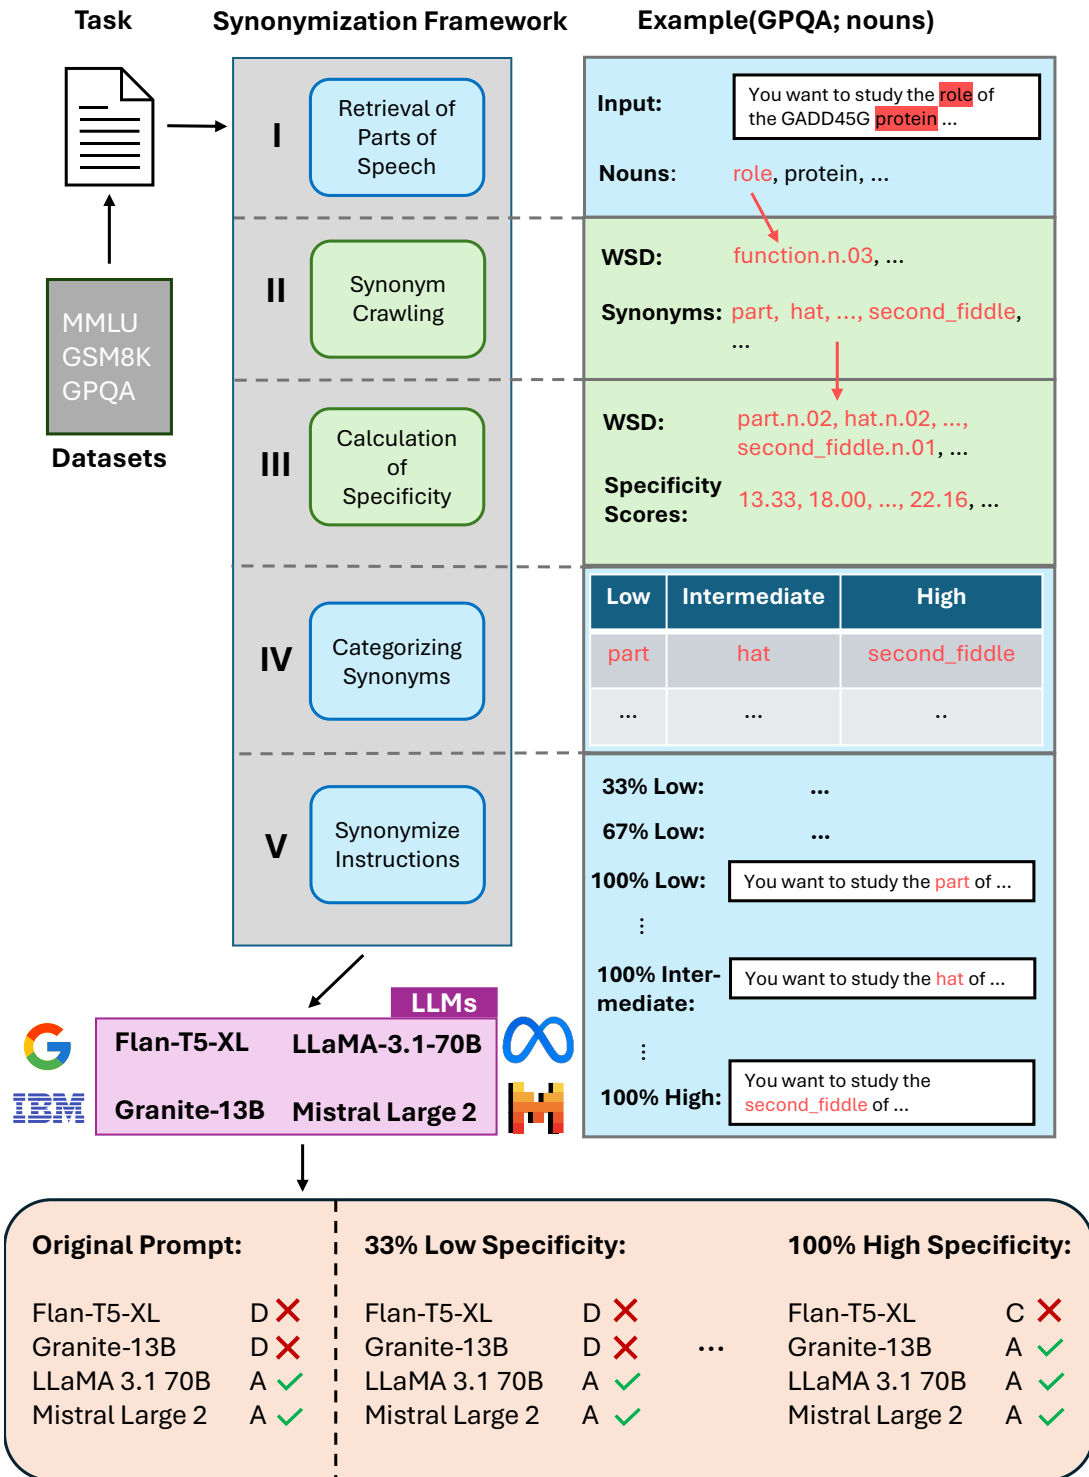 Task
Synonymization Framework
Example(GPQA; nouns)
MMLU
GSM8K
GPQA
Datasets
I
Retrieval of
Parts of
Speech
II
Synonym
Crawling
III
Calculation
of
Specificity
IV
Categorizing
Synonyms
V
Synonymize
Instructions
Input:
You want to study the role of
the GADD45G protein ...
Nouns: role, protein, ...
WSD: function.n.03, ...
Synonyms: part, hat, ..., second_fiddle,
...
WSD: part.n.02, hat.n.02, ...,
second_fiddle.n.01, ...
Specificity
Scores:
13.33, 18.00, ..., 22.16, ...
Low Intermediate High
part hat second_fiddle
... ... ..
33% Low: ...
67% Low: ...
100% Low: You want to study the part of ...
⋮
100% Inter-
mediate:
You want to study the hat of ...
⋮
100% High:
You want to study the
second_fiddle of ...
LLMs
Flan-T5-XL LLaMA-3.1-70B
IBM
Granite-13B Mistral Large 2
Original Prompt:
Flan-T5-XL D ✗
Granite-13B D ✗
LLaMA 3.1 70B A ✓
Mistral Large 2 A ✓
33% Low Specificity:
Flan-T5-XL D ✗
Granite-13B D ✗
LLaMA 3.1 70B A ✓
Mistral Large 2 A ✓
...
100% High Specificity:
Flan-T5-XL C ✗
Granite-13B A ✓
LLaMA 3.1 70B A ✓
Mistral Large 2 A ✓